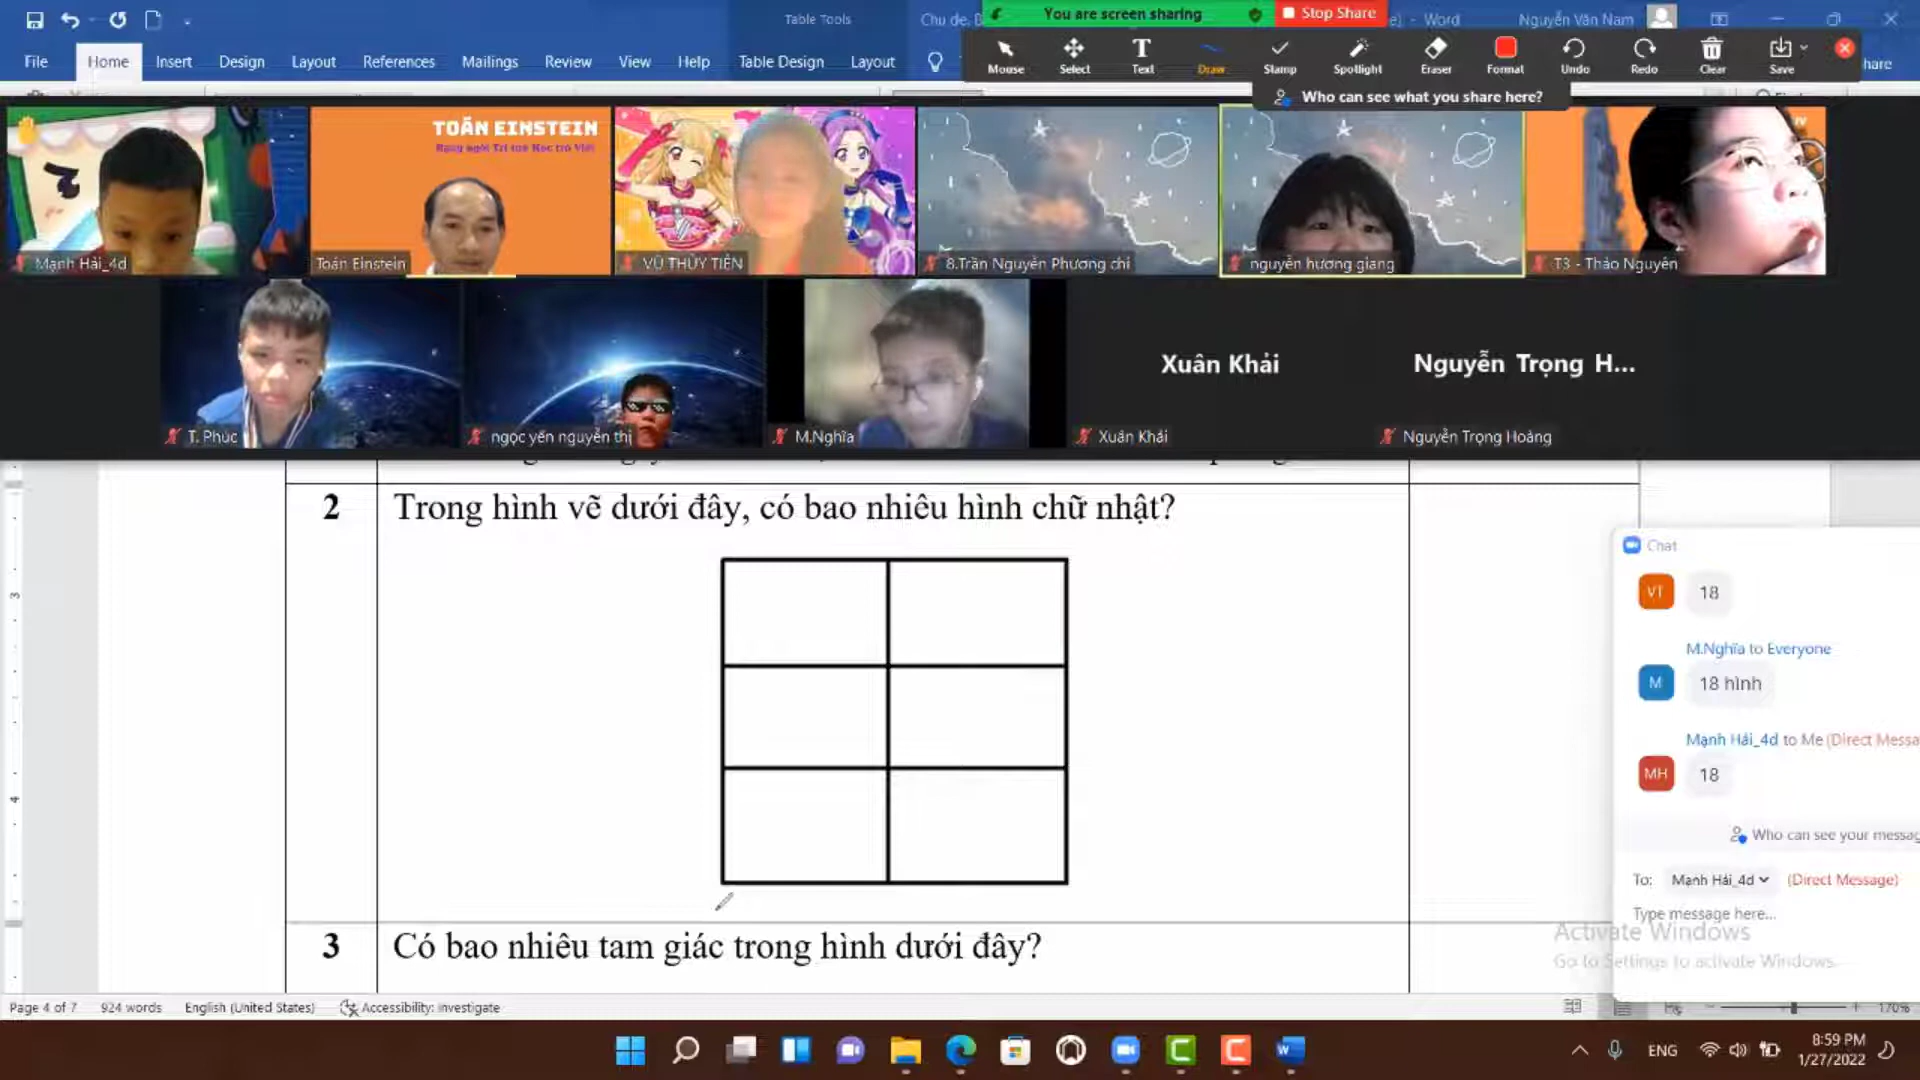 Table Tools
Chu de.
You are screen sharing
Stop Share
- Word
Nguyễn Văn Nam
File
Home
Insert
Design
Layout
References
Mailings
Review
View
Help
Table Design
Layout
Mouse
Select
Text
Draw
Stamp
Spotlight
Eraser
Format
Undo
Redo
Clear
Save
hare
Who can see what you share here?
TOÁN EINSTEIN
Mạnh Hải_4d
Toán Einstein
VŨ THỦY TIÊN
8.Trần Nguyễn Phương chi
nguyễn hương giang
T3 - Thảo Nguyên
Xuân Khải
Nguyễn Trọng H...
T. Phúc
ngọc yến nguyễn thị
M.Nghĩa
Xuân Khải
Nguyễn Trọng Hoàng
2
Trong hình vẽ dưới đây, có bao nhiêu hình chữ nhật?
3
Có bao nhiêu tam giác trong hình dưới đây?
3
4
Chat
VT
18
M.Nghĩa to Everyone
M
18 hình
Mạnh Hải_4d to Me (Direct Messa
MH
18
Who can see your messag
To: Mạnh Hải_4d (Direct Message)
Type message here...
Activate Windows
Go to Settings to activate Windows.
Page 4 of 7
924 words
English (United States)
Accessibility: Investigate
170%
ENG
8:59 PM
1/27/2022